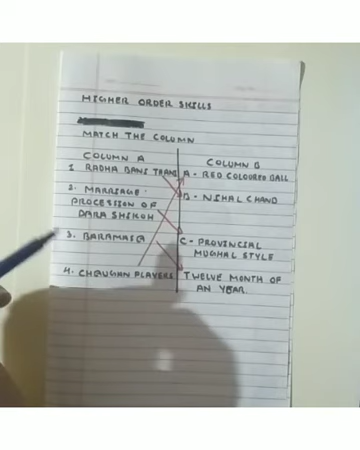 HIGHER ORDER SKILLS
MATCH THE COLUMN
COLUMN A
1. RADHA BANI THANI
2. MARRIAGE
PROCESSION OF
DARA SHIKOH
3. BARAMASA
4. CHAUGAN PLAYERS
COLUMN B
A - RED COLOURED BALL
B - NIHAL CHAND
C - PROVINCIAL
MUGHAL STYLE
TWELVE MONTH OF
AN YEAR.